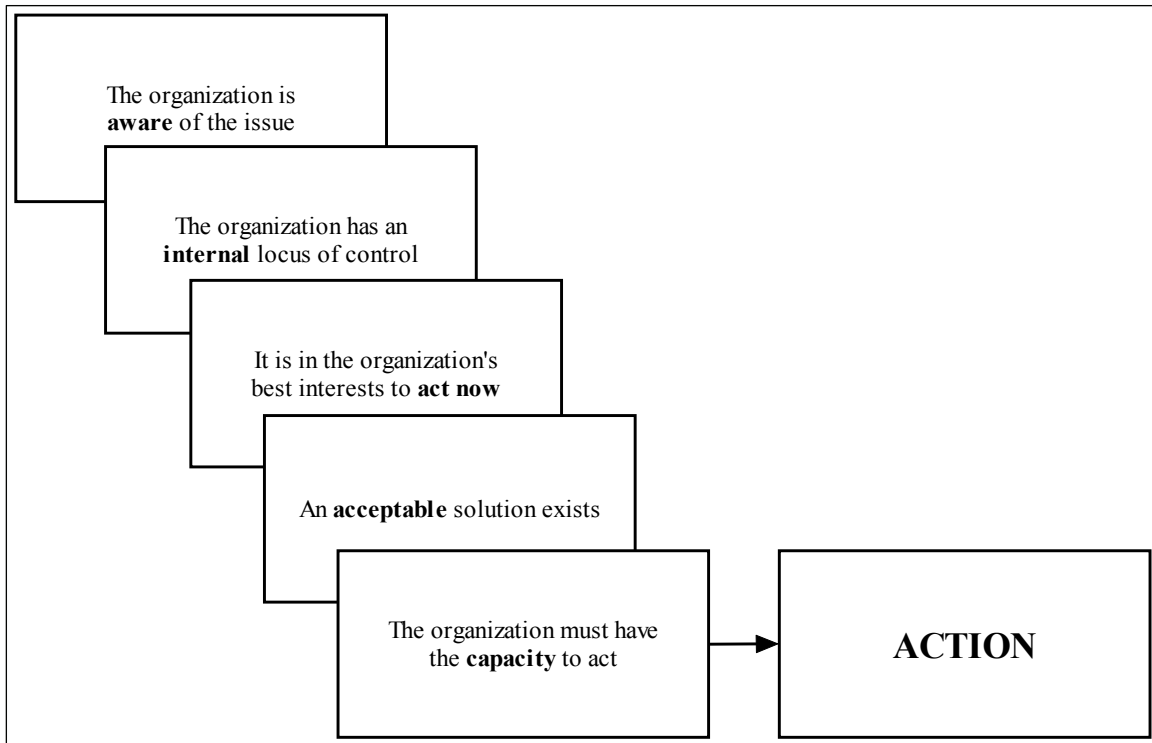 The organization is
aware of the issue
The organization has an
internal locus of control
It is in the organization's
best interests to act now
An acceptable solution exists
The organization must have
the capacity to act
ACTION